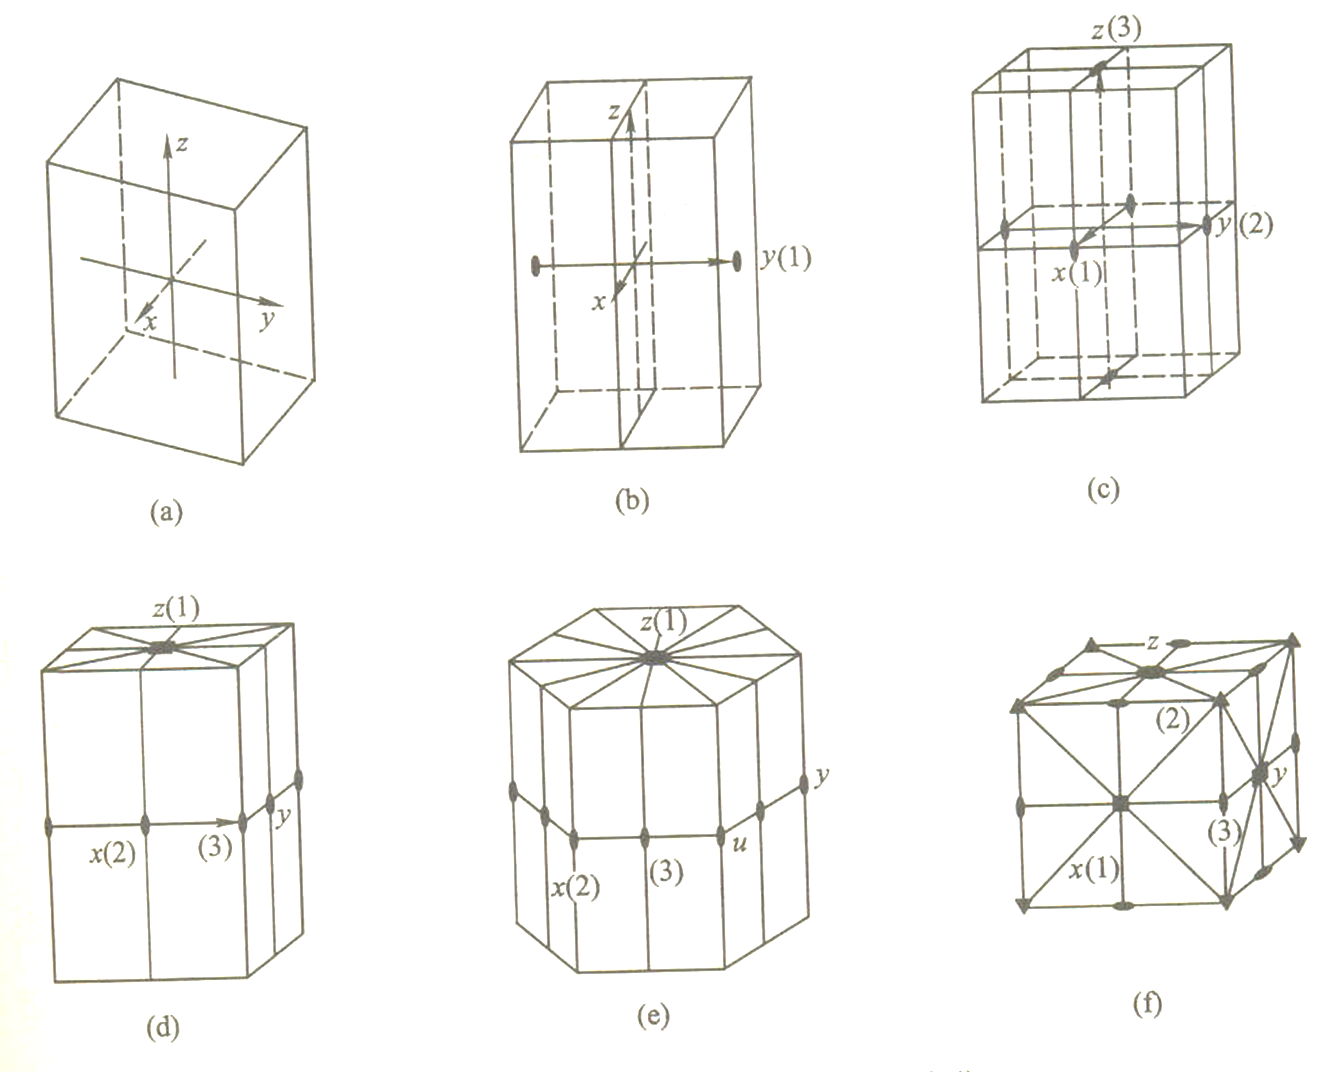 z
x
y
(a)
z
x
y(1)
(b)
z(3)
y(2)
x(1)
(c)
z(1)
y
x(2)
(3)
(d)
z(1)
y
u
x(2)
(3)
(e)
z
(2)
y
(3)
x(1)
(f)